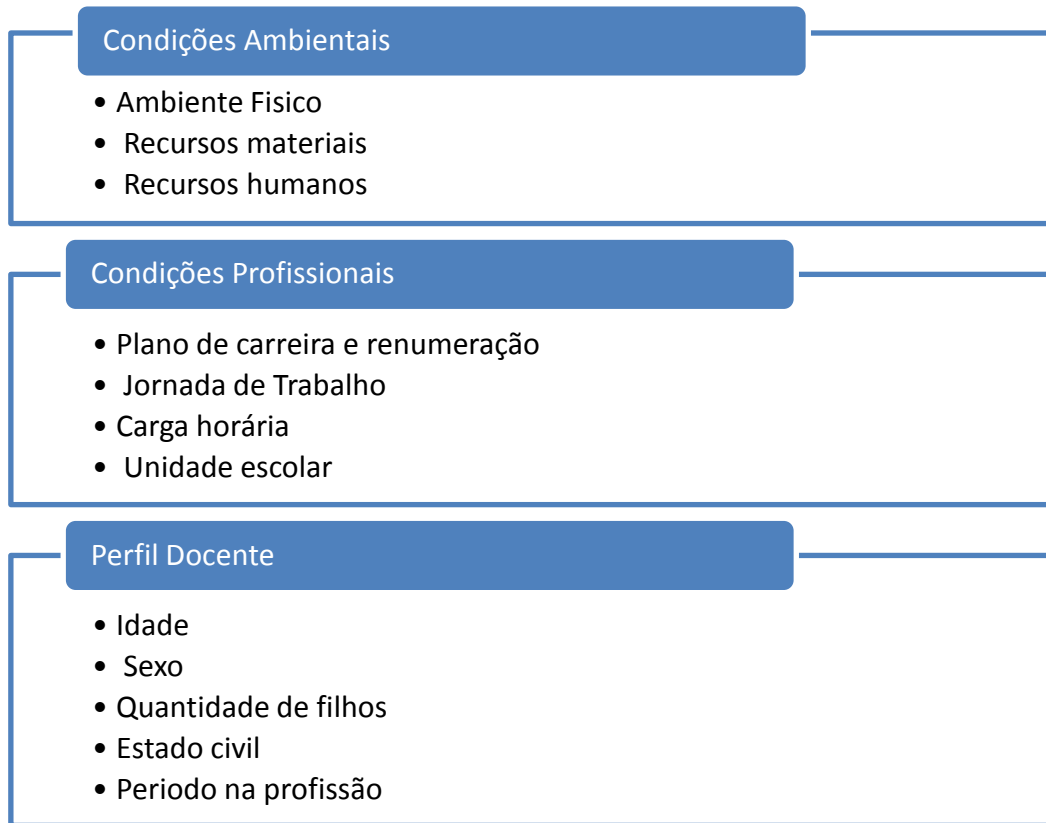 Condições Ambientais
• Ambiente Fisico
• Recursos materiais
• Recursos humanos
Condições Profissionais
• Plano de carreira e renumeração
• Jornada de Trabalho
• Carga horária
• Unidade escolar
Perfil Docente
• Idade
• Sexo
• Quantidade de filhos
• Estado civil
• Periodo na profissão